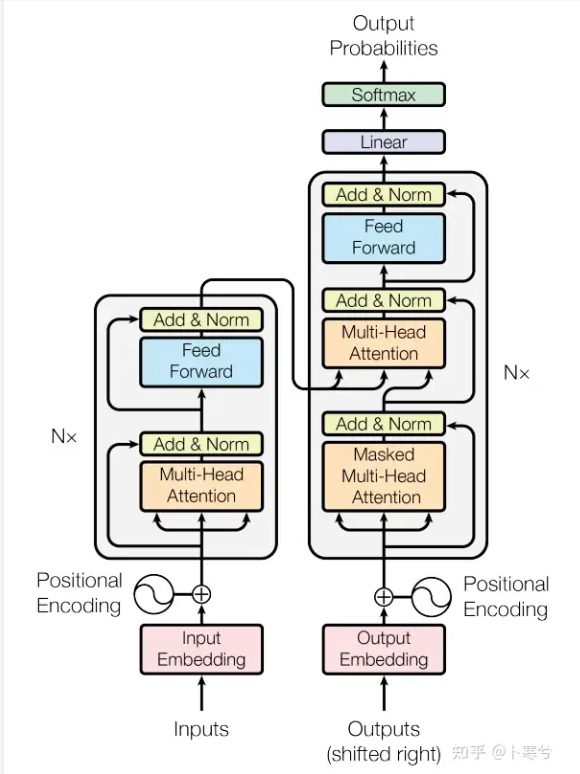 Output
Probabilities
Softmax
Linear
Add & Norm
Feed
Forward
Add & Norm
Multi-Head
Attention
Add & Norm
Masked
Multi-Head
Attention
N×
Add & Norm
Feed
Forward
Add & Norm
Multi-Head
Attention
N×
Positional
Encoding
Positional
Encoding
Input
Embedding
Output
Embedding
Inputs
Outputs
(shifted right)
知乎 @卜寒兮